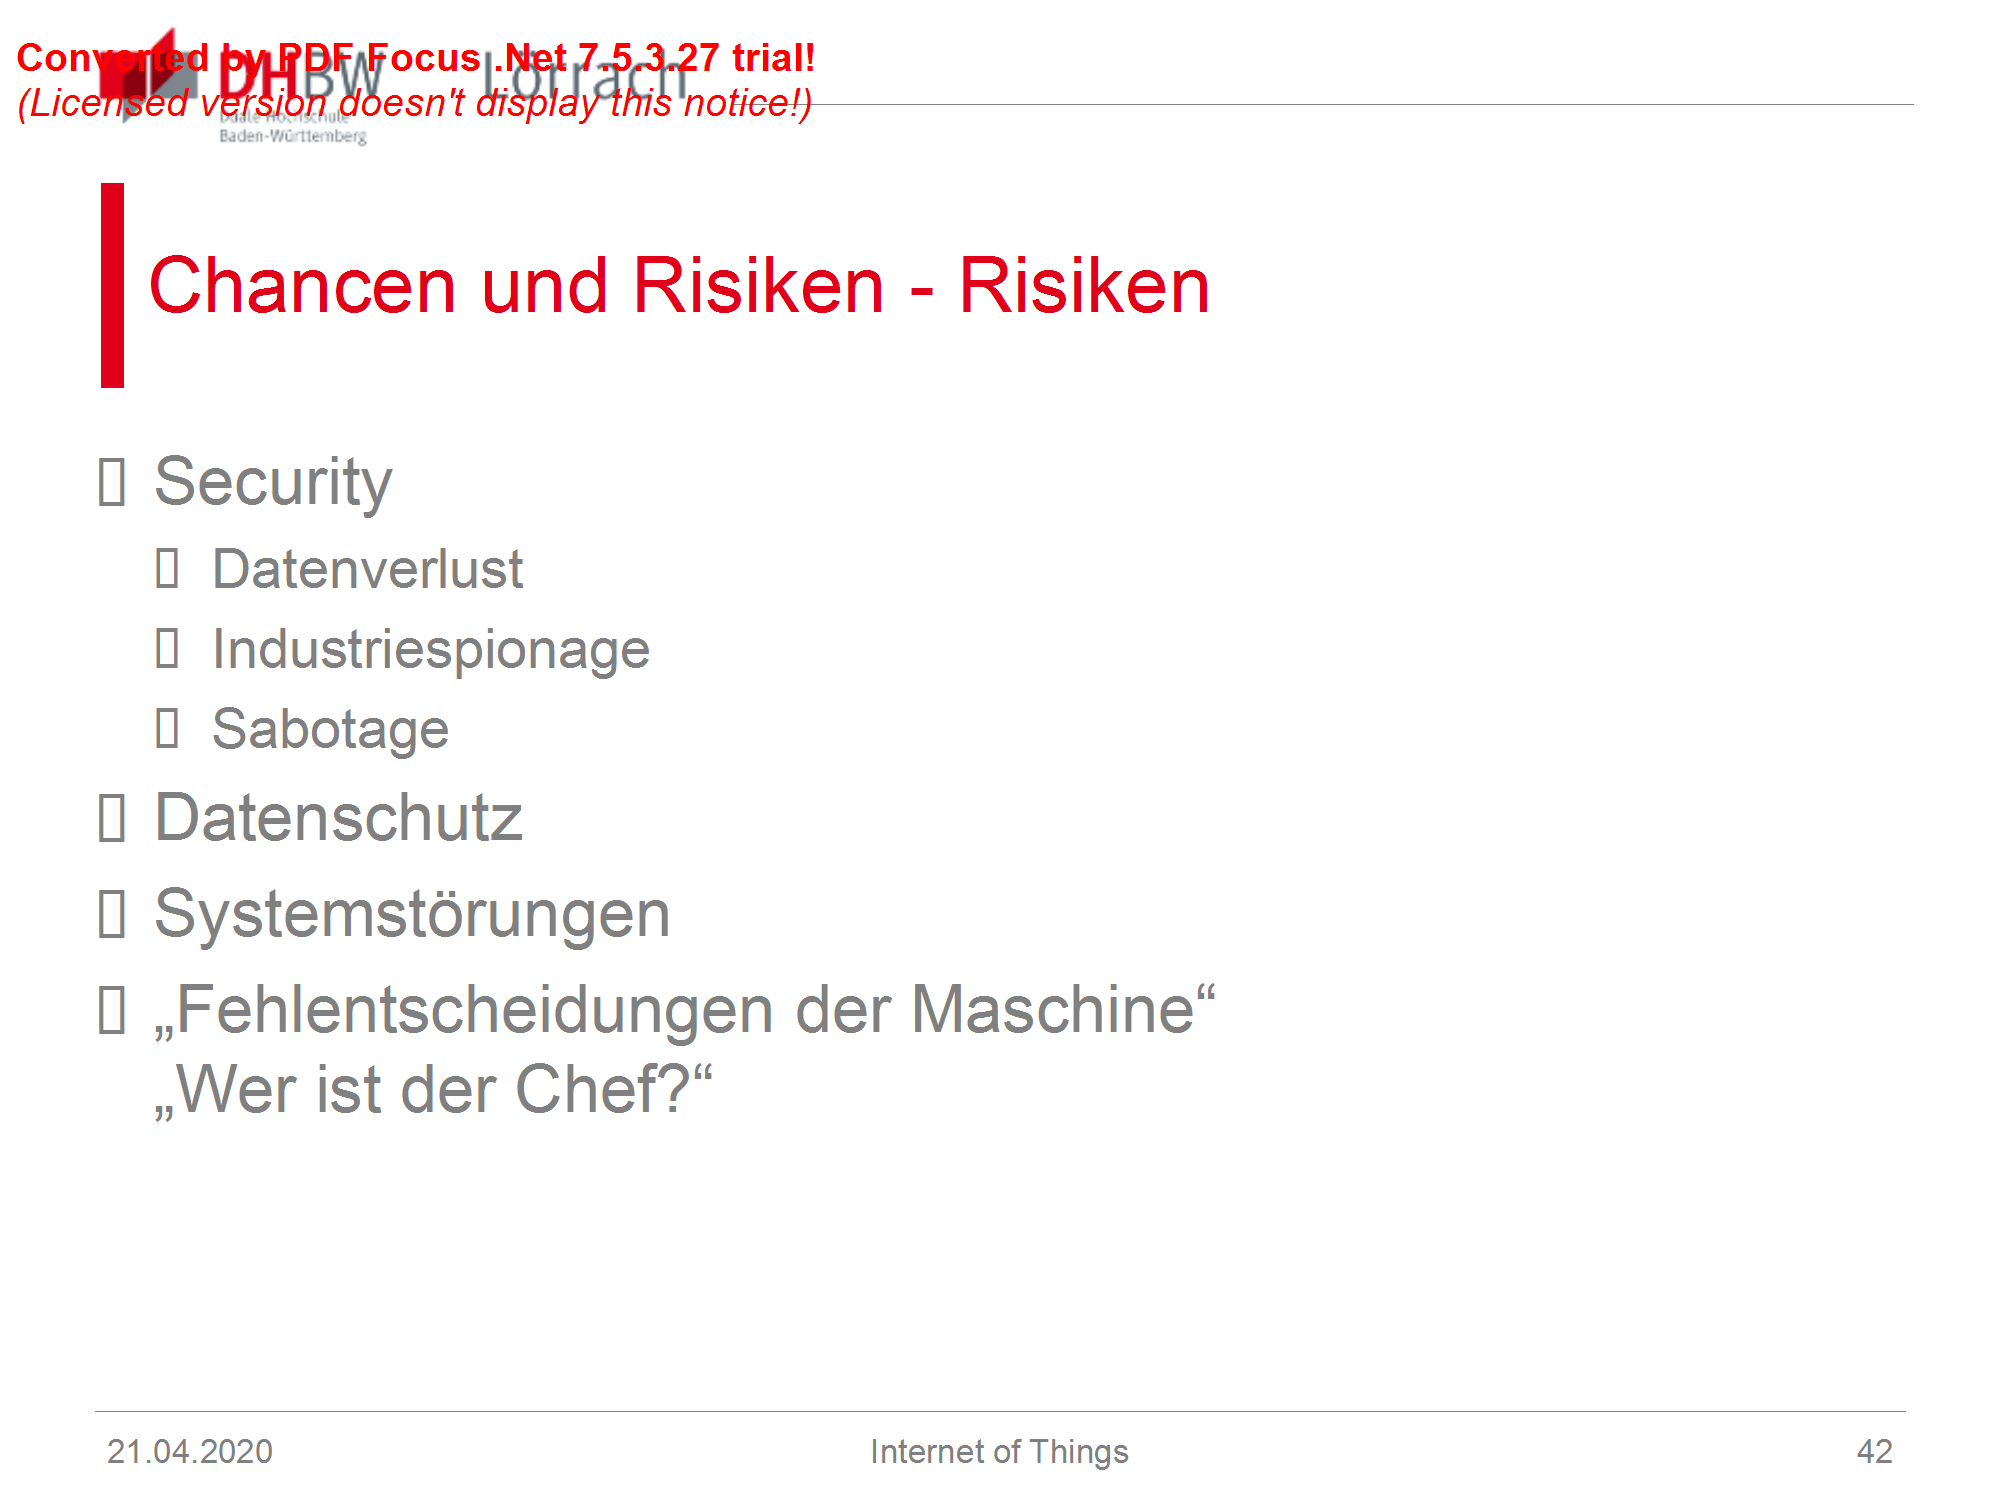 Converted by PDF Focus .Net 7.5.3.27 trial!
(Licensed version doesn't display this notice!)
DHBW Lörrach
Duale Hochschule
Baden-Württemberg
Chancen und Risiken - Risiken
Security
Datenverlust
Industriespionage
Sabotage
Datenschutz
Systemstörungen
„Fehlentscheidungen der Maschine“
„Wer ist der Chef?“
21.04.2020 Internet of Things 42